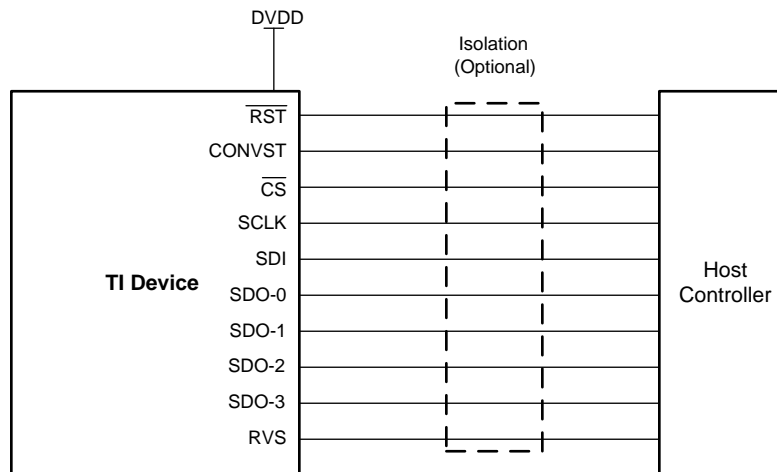 DVDD
Isolation
(Optional)
RST
CONVST
CS
SCLK
SDI
TI Device
SDO-0
SDO-1
SDO-2
SDO-3
RVS
Host
Controller